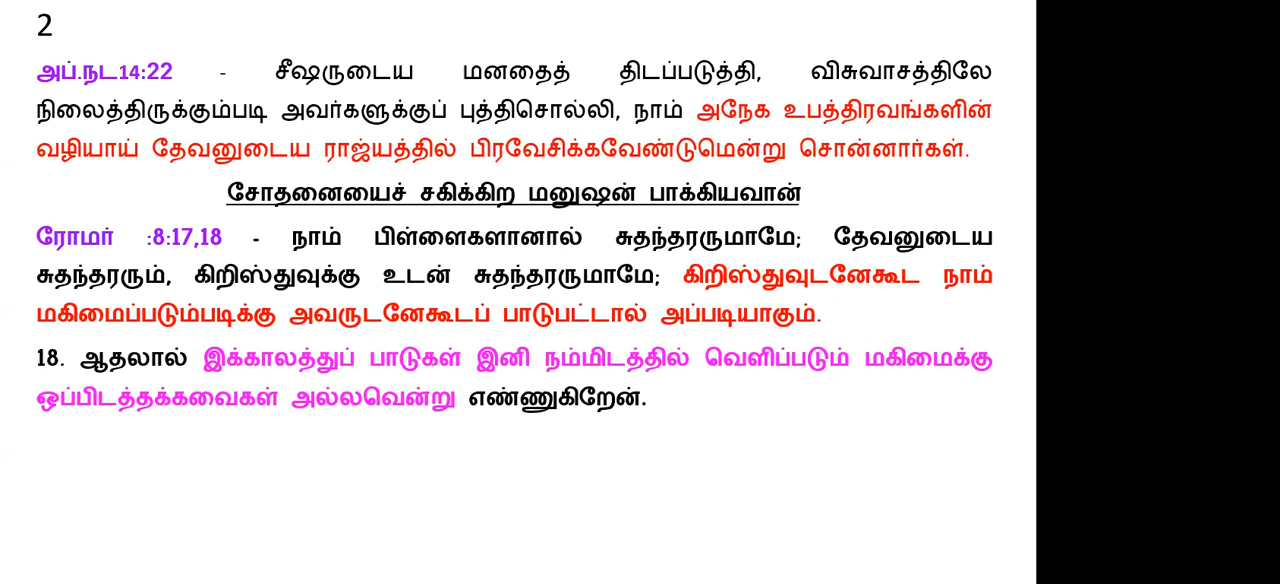 2
அப்.நட14:22 - சீஷருடைய மனதைத் திடப்படுத்தி, விசுவாசத்திலே
நிலைத்திருக்கும்படி அவர்களுக்குப் புத்திசொல்லி, நாம் அநேக உபத்திரவங்களின்
வழியாய் தேவனுடைய ராஜ்யத்தில் பிரவேசிக்கவேண்டுமென்று சொன்னார்கள்.
சோதனையைச் சகிக்கிற மனுஷன் பாக்கியவான்
ரோமர் :8:17,18 - நாம் பிள்ளைகளானால் சுதந்தரருமாமே; தேவனுடைய
சுதந்தரரும், கிறிஸ்துவுக்கு உடன் சுதந்தரருமாமே; கிறிஸ்துவுடனேகூட நாம்
மகிமைப்படும்படிக்கு அவருடனேகூடப் பாடுபட்டால் அப்படியாகும்.
18. ஆதலால் இக்காலத்துப் பாடுகள் இனி நம்மிடத்தில் வெளிப்படும் மகிமைக்கு
ஒப்பிடத்தக்கவைகள் அல்லவென்று எண்ணுகிறேன்.